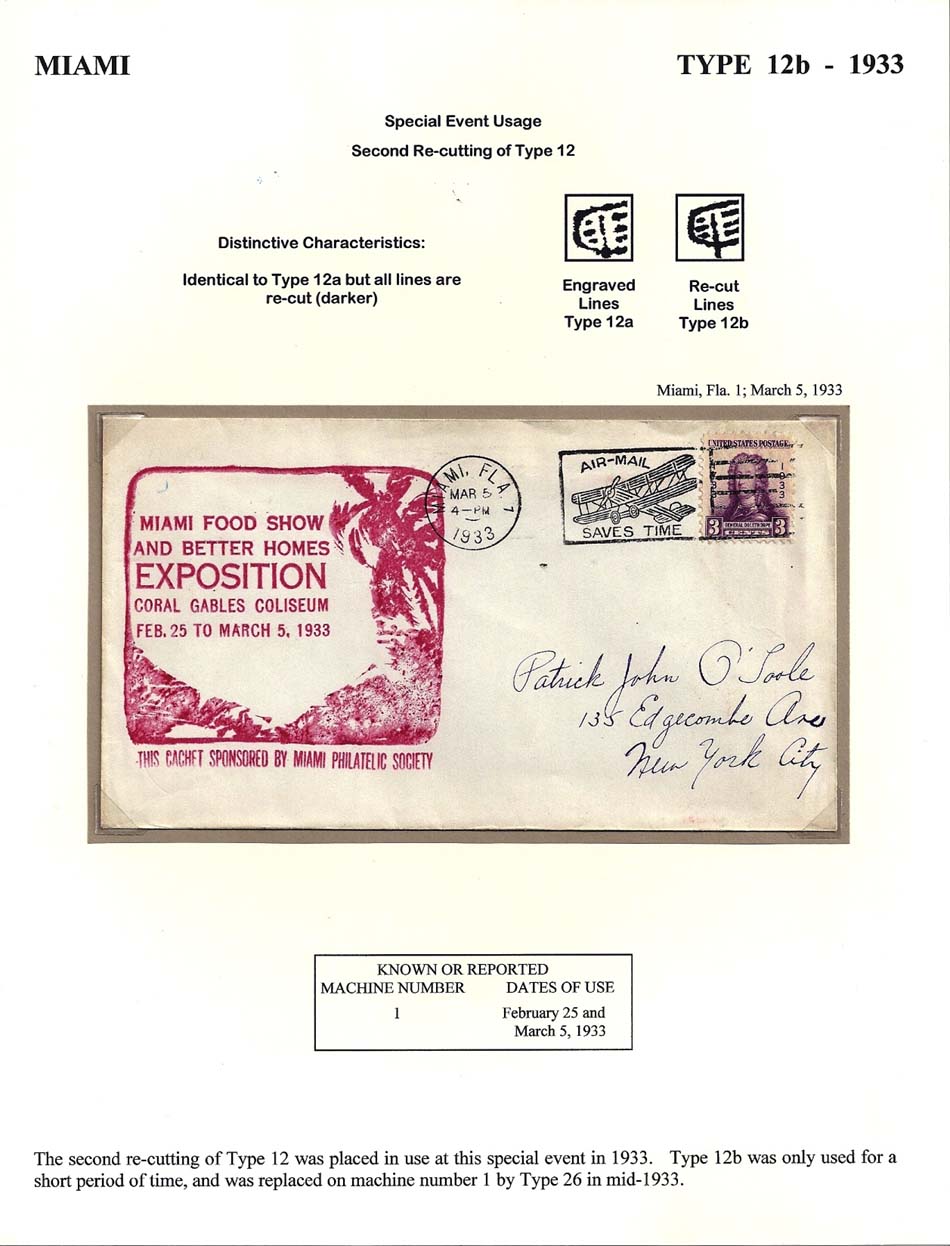 MIAMI
TYPE 12b - 1933
Special Event Usage
Second Re-cutting of Type 12
Distinctive Characteristics:
Identical to Type 12a but all lines are
re-cut (darker)
Engraved
Lines
Type 12a
Re-cut
Lines
Type 12b
Miami, Fla. 1; March 5, 1933
MIAMI FOOD SHOW
AND BETTER HOMES
EXPOSITION
CORAL GABLES COLISEUM
FEB. 25 TO MARCH 5, 1933
THIS CACHET SPONSORED BY MIAMI PHILATELIC SOCIETY
MIAMI, FLA. 1
MAR 5
4-PM
1933
AIR-MAIL
SAVES TIME
UNITED STATES POSTAGE
3 GENERAL OGLETHORPE 3
Patrick John O'Toole
135 Edgecombe Ave
New York City
KNOWN OR REPORTED
MACHINE NUMBER DATES OF USE
1 February 25 and
March 5, 1933
The second re-cutting of Type 12 was placed in use at this special event in 1933. Type 12b was only used for a
short period of time, and was replaced on machine number 1 by Type 26 in mid-1933.